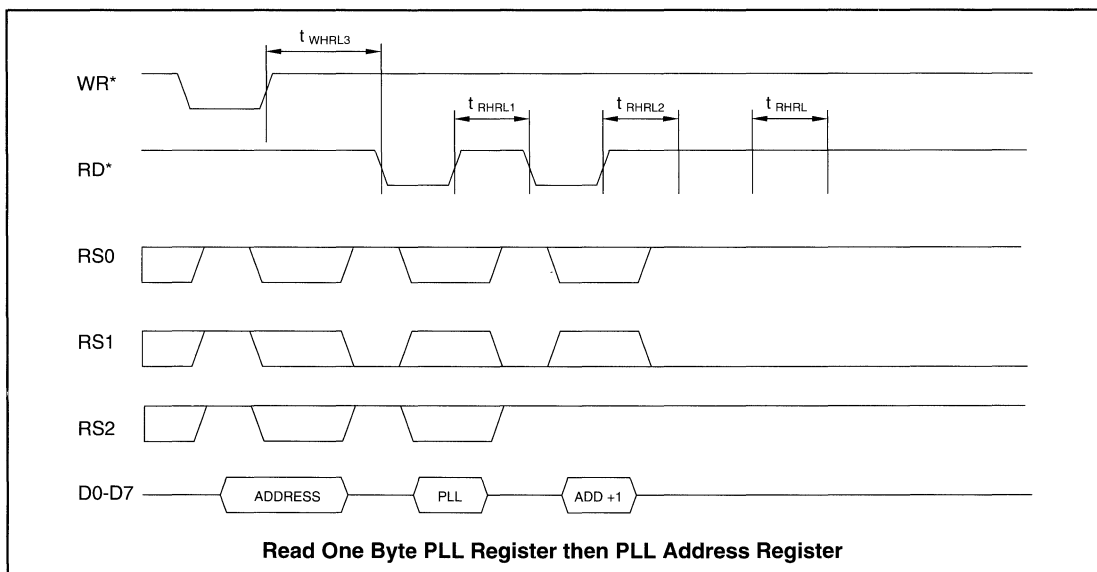 t WHRL3
WR*
t RHRL1
t RHRL2
t RHRL
RD*
RS0
RS1
RS2
D0-D7
ADDRESS
PLL
ADD +1
Read One Byte PLL Register then PLL Address Register